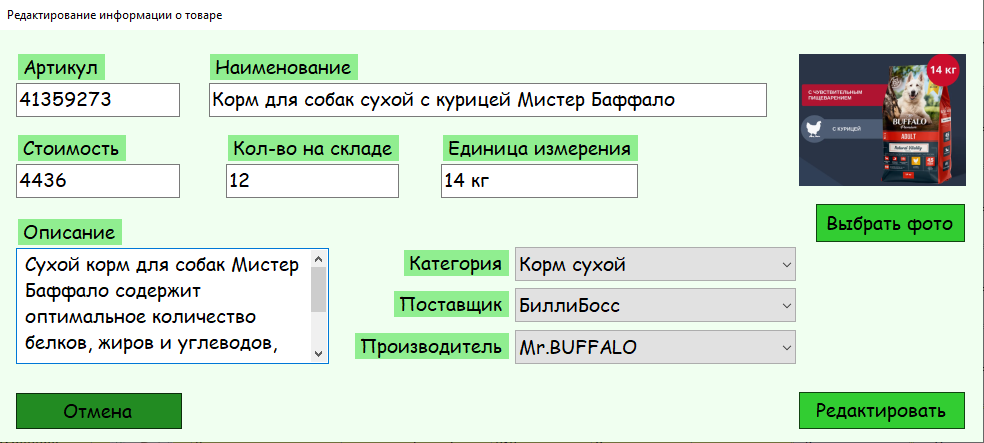 Редактирование информации о товаре
Артикул
Наименование
41359273
Корм для собак сухой с курицей Мистер Баффало
14 кг
С ЧУВСТВИТЕЛЬНЫМ
ПИЩЕВАРЕНИЕМ
С КУРИЦЕЙ
BUFFALO
ADULT
Стоимость
Кол-во на складе
Единица измерения
4436
12
14 кг
Выбрать фото
Описание
Сухой корм для собак Мистер
Баффало содержит
оптимальное количество
белков, жиров и углеводов,
Категория
Корм сухой
Поставщик
БиллиБосс
Производитель
Mr.BUFFALO
Отмена
Редактировать